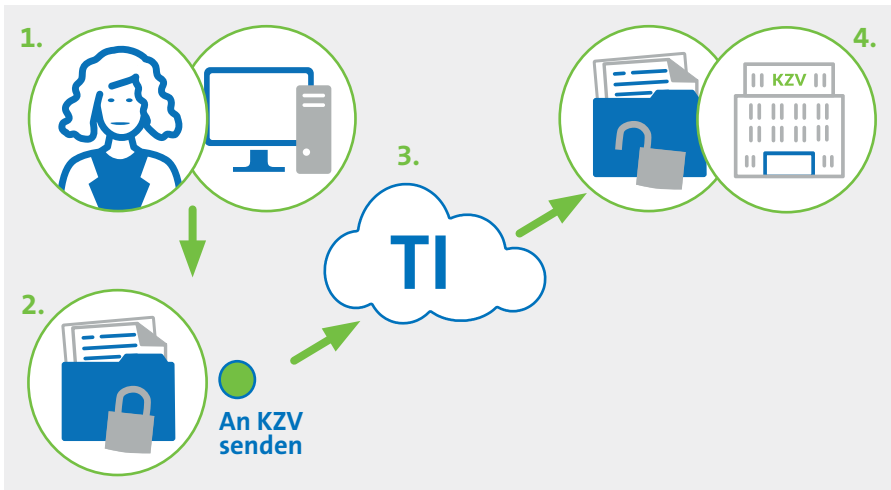 1.
2.
An KZV
senden
3.
TI
4.
KZV